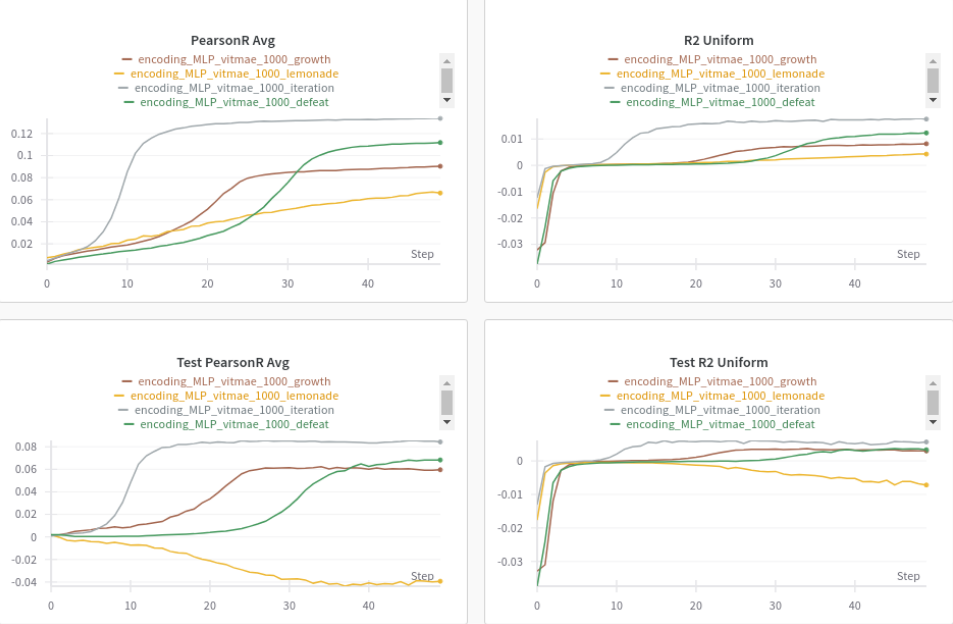 PearsonR Avg
encoding_MLP_vitmae_1000_growth
encoding_MLP_vitmae_1000_lemonade
encoding_MLP_vitmae_1000_iteration
encoding_MLP_vitmae_1000_defeat
0.12
0.1
0.08
0.06
0.04
0.02
Step
0 10 20 30 40
R2 Uniform
encoding_MLP_vitmae_1000_growth
encoding_MLP_vitmae_1000_lemonade
encoding_MLP_vitmae_1000_iteration
encoding_MLP_vitmae_1000_defeat
0.01
0
-0.01
-0.02
-0.03
Step
0 10 20 30 40
Test PearsonR Avg
encoding_MLP_vitmae_1000_growth
encoding_MLP_vitmae_1000_lemonade
encoding_MLP_vitmae_1000_iteration
encoding_MLP_vitmae_1000_defeat
0.08
0.06
0.04
0.02
0
-0.02
-0.04
Step
0 10 20 30 40
Test R2 Uniform
encoding_MLP_vitmae_1000_growth
encoding_MLP_vitmae_1000_lemonade
encoding_MLP_vitmae_1000_iteration
encoding_MLP_vitmae_1000_defeat
0
-0.01
-0.02
-0.03
Step
0 10 20 30 40